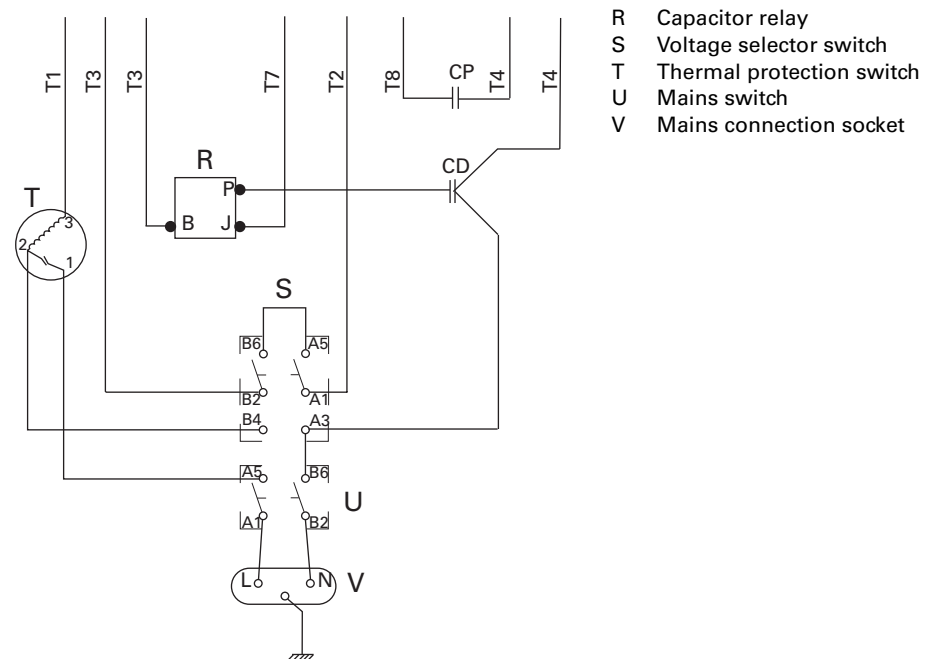 T1
T3
T3
T7
T2
T8
CP
T4
T4
R Capacitor relay
S Voltage selector switch
T Thermal protection switch
U Mains switch
V Mains connection socket
R
CD
P
B J
T
3
2
1
S
B6 A5
B2 A1
B4 A3
A5 B6
U
A1 B2
L N V